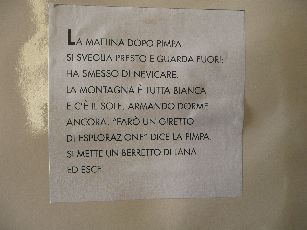 LA MATTINA DOPO PIMPA
SI SVEGLIA PRESTO E GUARDA FUORI:
HA SMESSO DI NEVICARE.
LA MONTAGNA È TUTTA BIANCA
E C'È IL SOLE. ARMANDO DORME
ANCORA. "FARÒ UN GIRETTO
DI ESPLORAZIONE" DICE LA PIMPA.
SI METTE UN BERRETTO DI LANA
ED ESCE.